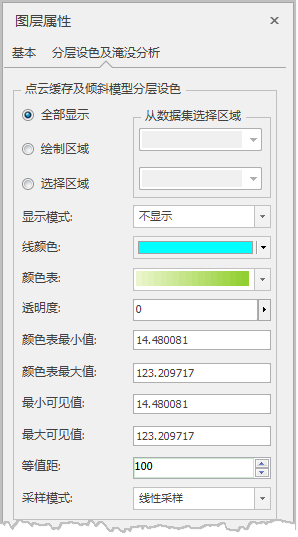 图层属性
基本 分层设色及淹没分析
点云缓存及倾斜模型分层设色
全部显示
从数据集选择区域
绘制区域
选择区域
显示模式: 不显示
线颜色:
颜色表:
透明度: 0
颜色表最小值: 14.480081
颜色表最大值: 123.209717
最小可见值: 14.480081
最大可见值: 123.209717
等值距: 100
采样模式: 线性采样